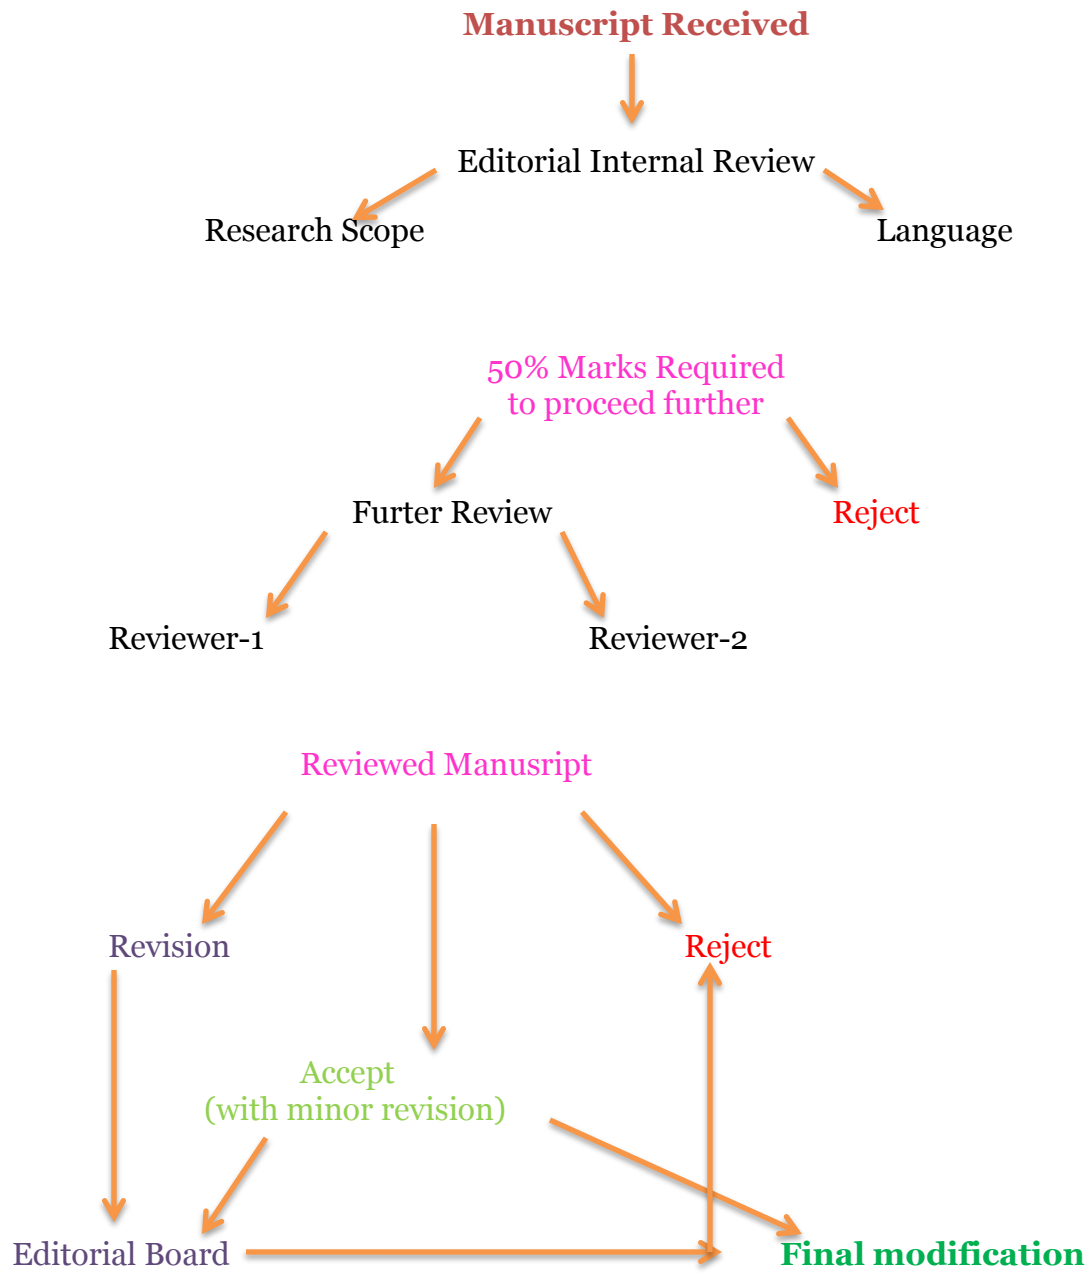 Manuscript Received
Editorial Internal Review
Research Scope
Language
50% Marks Required
to proceed further
Furter Review
Reject
Reviewer-1
Reviewer-2
Reviewed Manusript
Revision
Reject
Accept
(with minor revision)
Editorial Board
Final modification